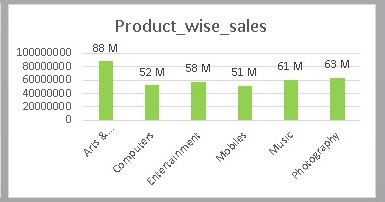 Product_wise_sales
100000000
80000000
60000000
40000000
20000000
0
88 M
52 M
58 M
51 M
61 M
63 M
Arts &...
Computers
Entertainment
Mobiles
Music
Photography